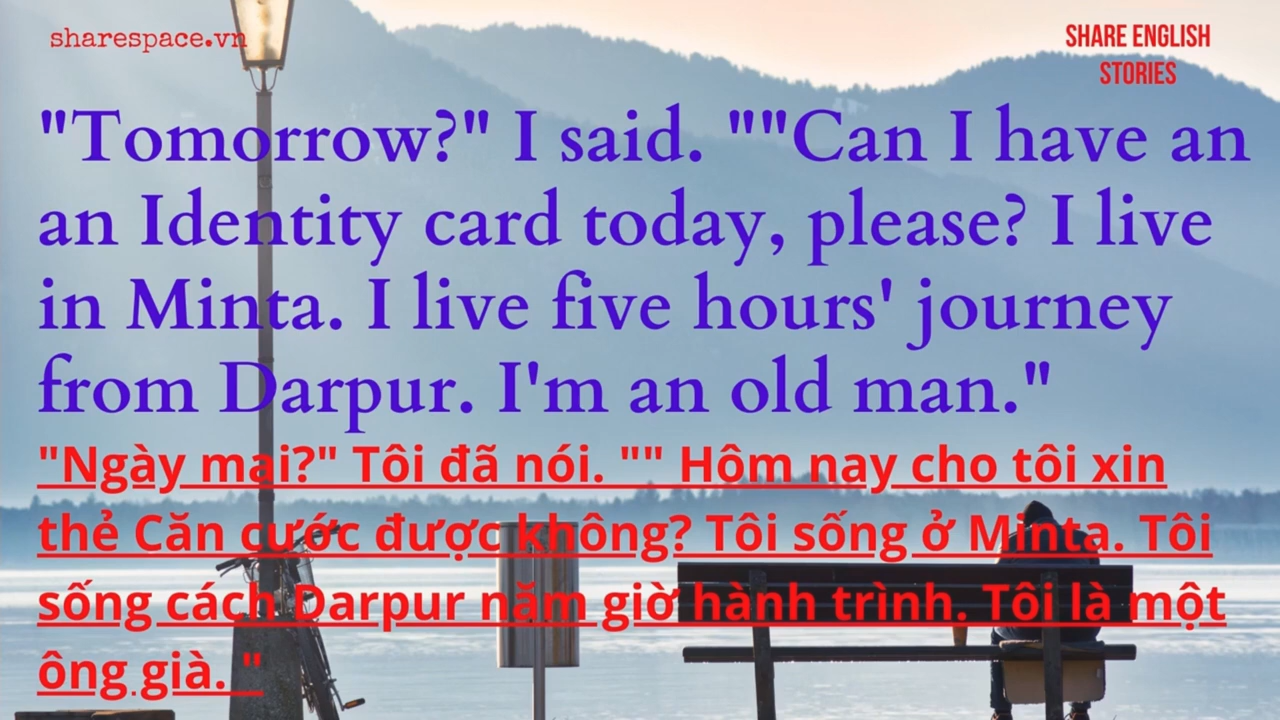 sharespace.vn
SHARE ENGLISH
STORIES
"Tomorrow?" I said. ""Can I have an
an Identity card today, please? I live
in Minta. I live five hours' journey
from Darpur. I'm an old man."
"Ngày mai?" Tôi đã nói. "" Hôm nay cho tôi xin
thẻ Căn cước được không? Tôi sống ở Minta. Tôi
sống cách Darpur năm giờ hành trình. Tôi là một
ông già. "